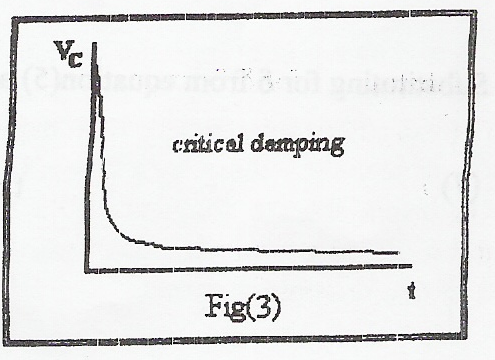 Vc
critical damping
t
Fig(3)